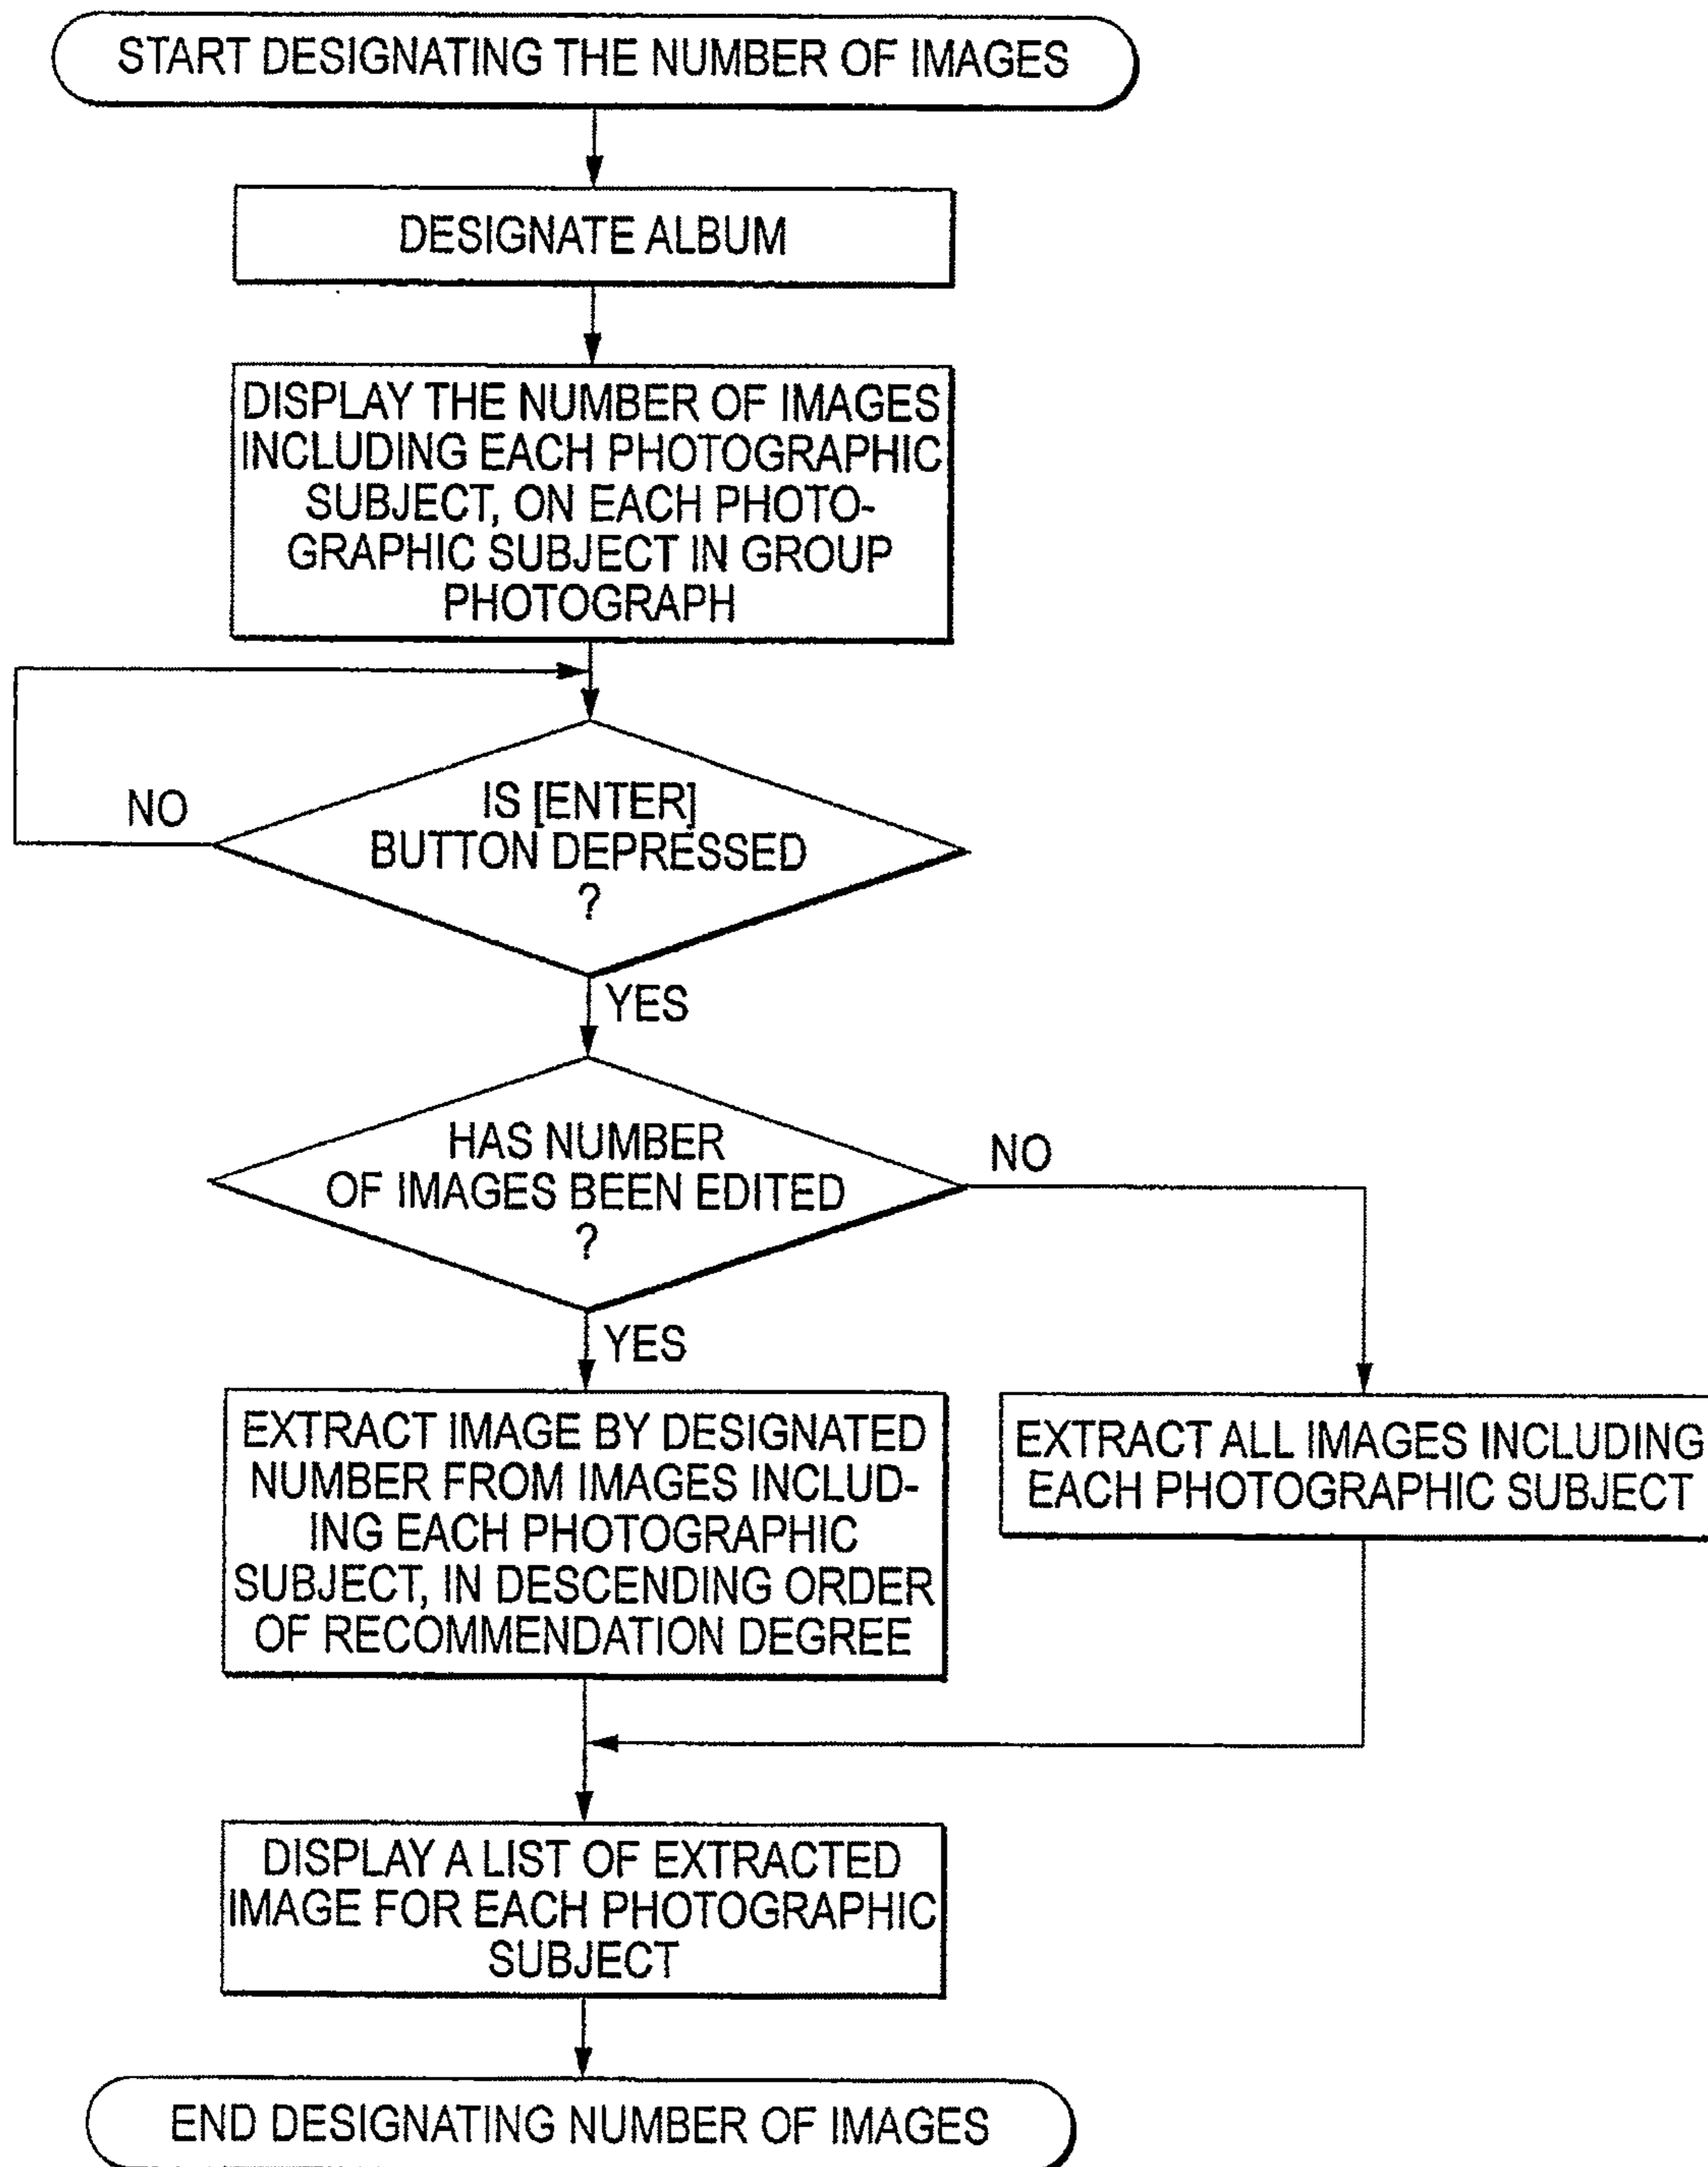 START DESIGNATING THE NUMBER OF IMAGES
DESIGNATE ALBUM
DISPLAY THE NUMBER OF IMAGES
INCLUDING EACH PHOTOGRAPHIC
SUBJECT, ON EACH PHOTO-
GRAPHIC SUBJECT IN GROUP
PHOTOGRAPH
NO
IS [ENTER]
BUTTON DEPRESSED
?
YES
HAS NUMBER
OF IMAGES BEEN EDITED
?
NO
YES
EXTRACT IMAGE BY DESIGNATED
NUMBER FROM IMAGES INCLUD-
ING EACH PHOTOGRAPHIC
SUBJECT, IN DESCENDING ORDER
OF RECOMMENDATION DEGREE
EXTRACT ALL IMAGES INCLUDING
EACH PHOTOGRAPHIC SUBJECT
DISPLAY A LIST OF EXTRACTED
IMAGE FOR EACH PHOTOGRAPHIC
SUBJECT
END DESIGNATING NUMBER OF IMAGES